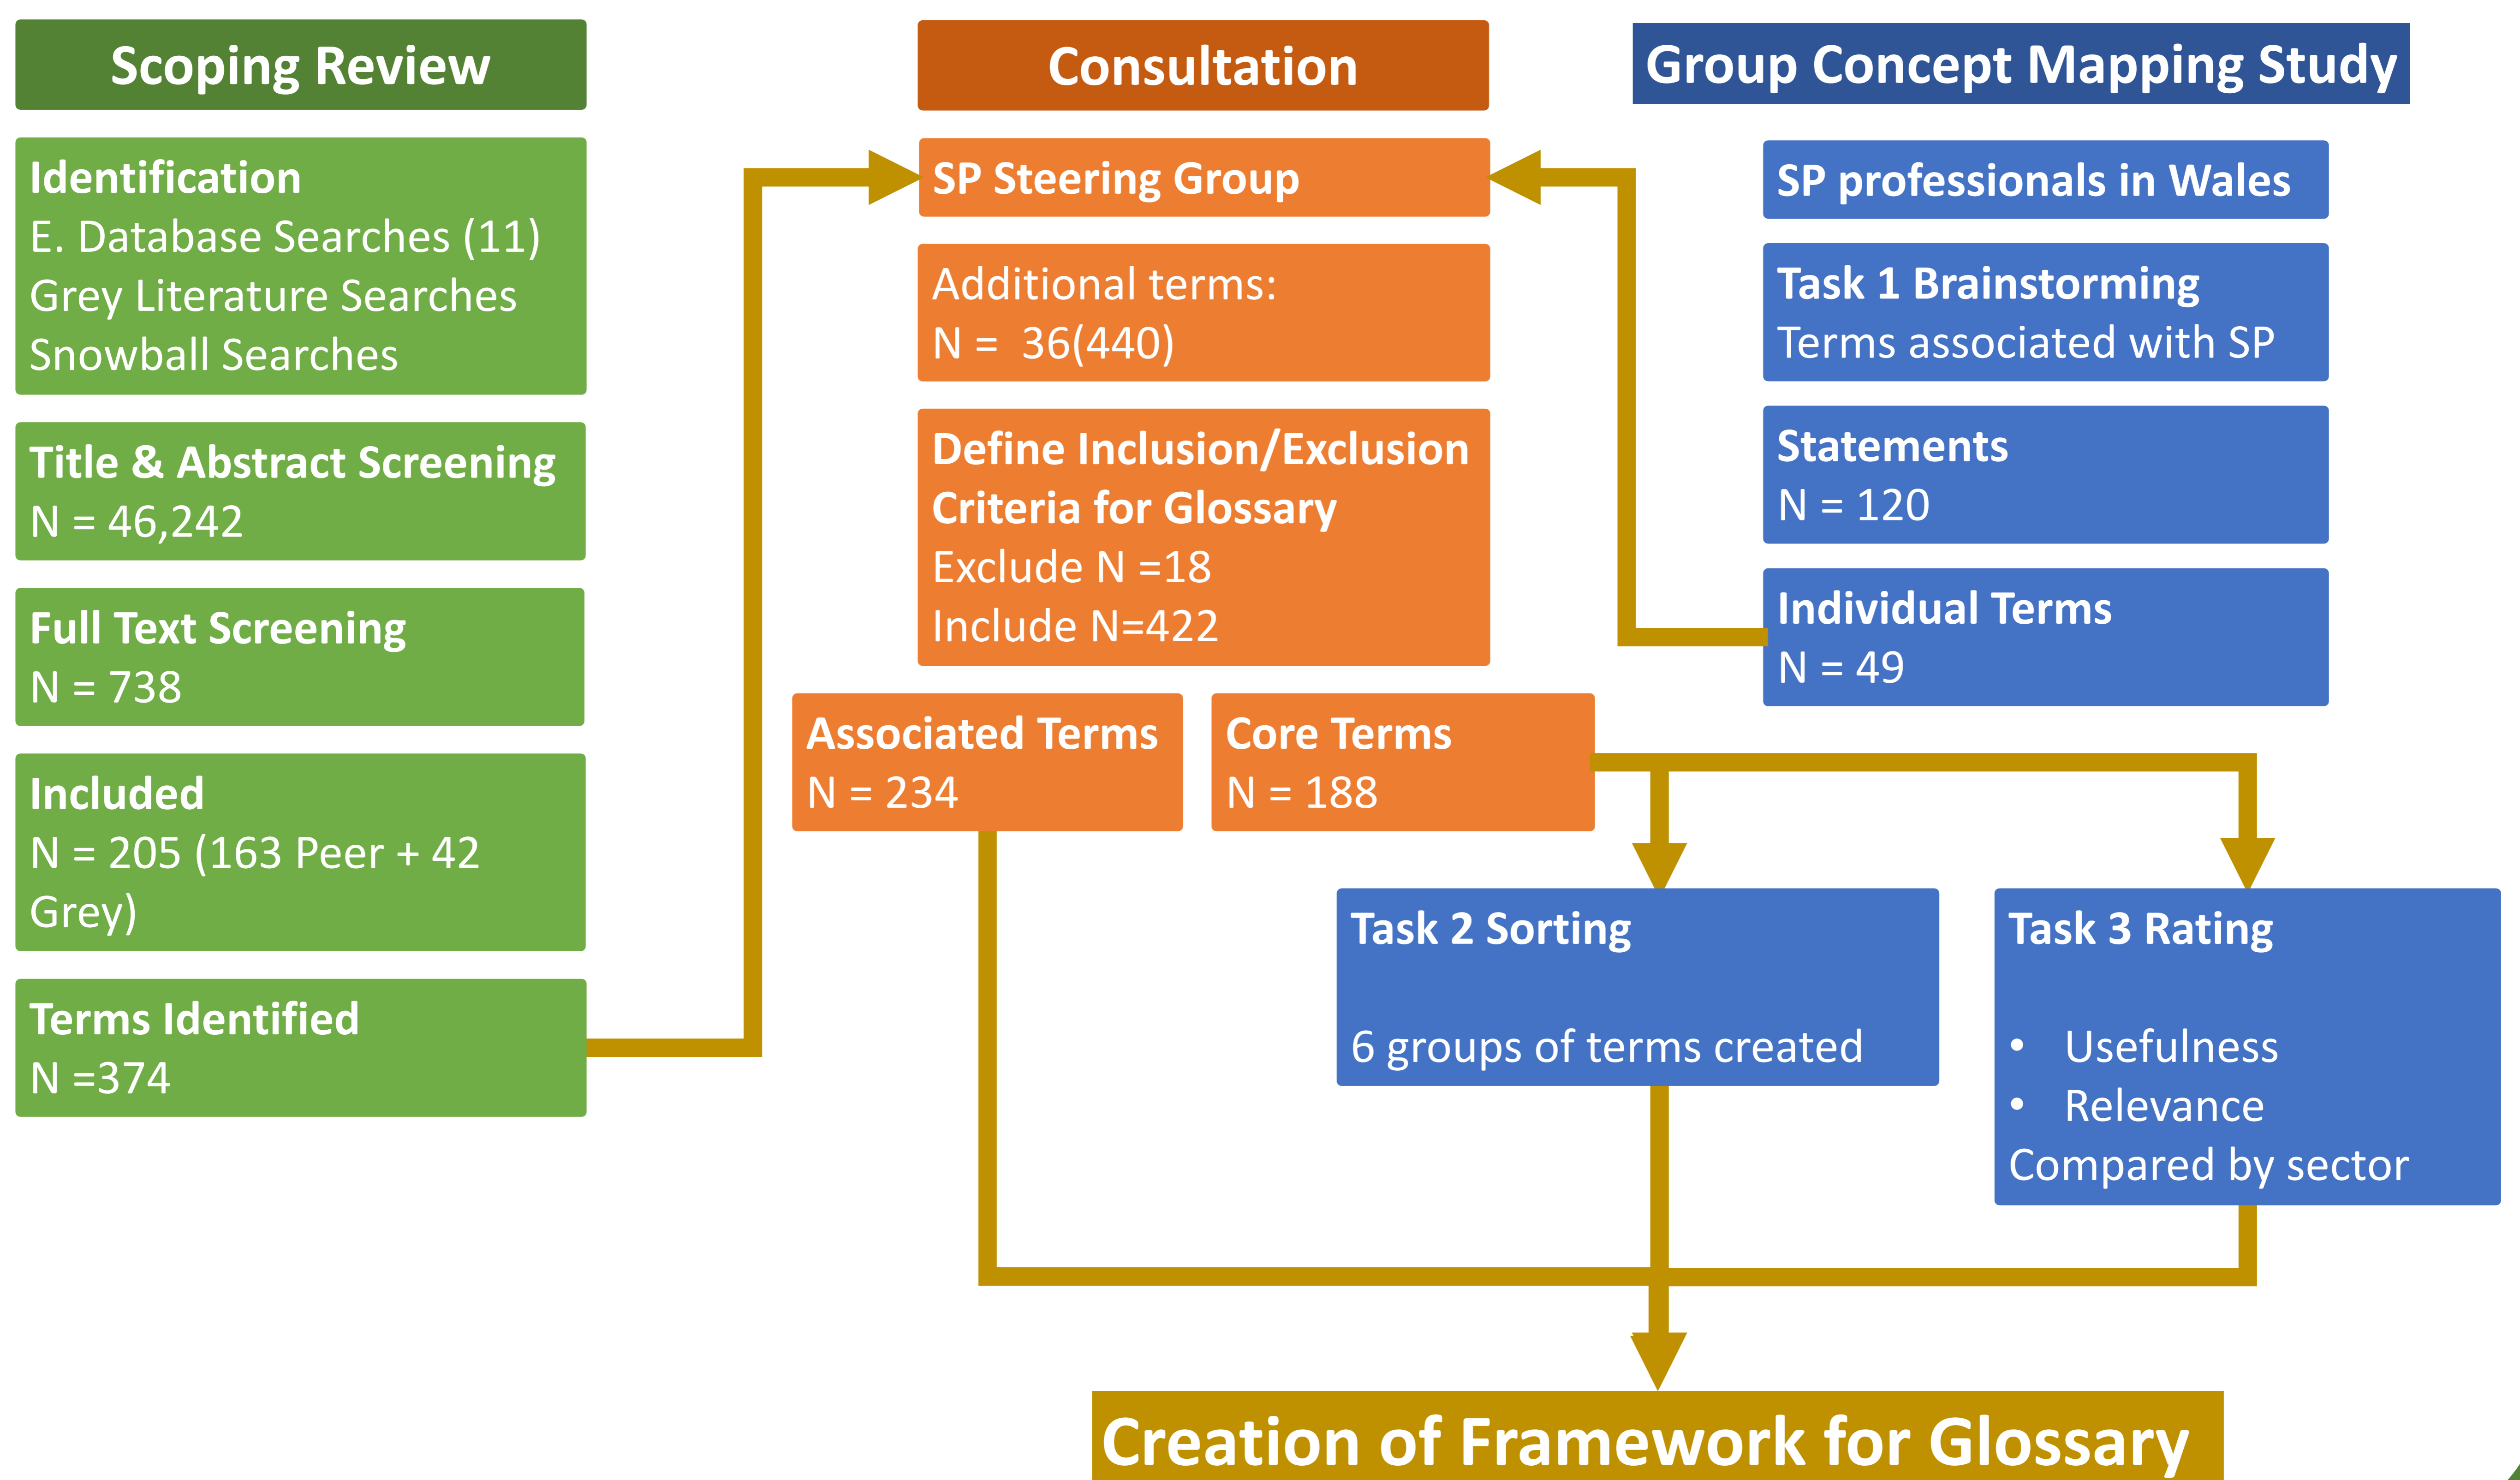 Scoping Review
Identification
E. Database Searches (11)
Grey Literature Searches
Snowball Searches
Title & Abstract Screening
N = 46,242
Full Text Screening
N = 738
Included
N = 205 (163 Peer + 42
Grey)
Terms Identified
N =374
Consultation
SP Steering Group
Additional terms:
N =  36(440)
Define Inclusion/Exclusion
Criteria for Glossary
Exclude N =18
Include N=422
Associated Terms
N = 234
Core Terms
N = 188
Group Concept Mapping Study
SP professionals in Wales
Task 1 Brainstorming
Terms associated with SP
Statements
N = 120
Individual Terms
N = 49
Task 2 Sorting
6 groups of terms created
Task 3 Rating
• Usefulness
• Relevance
Compared by sector
Creation of Framework for Glossary